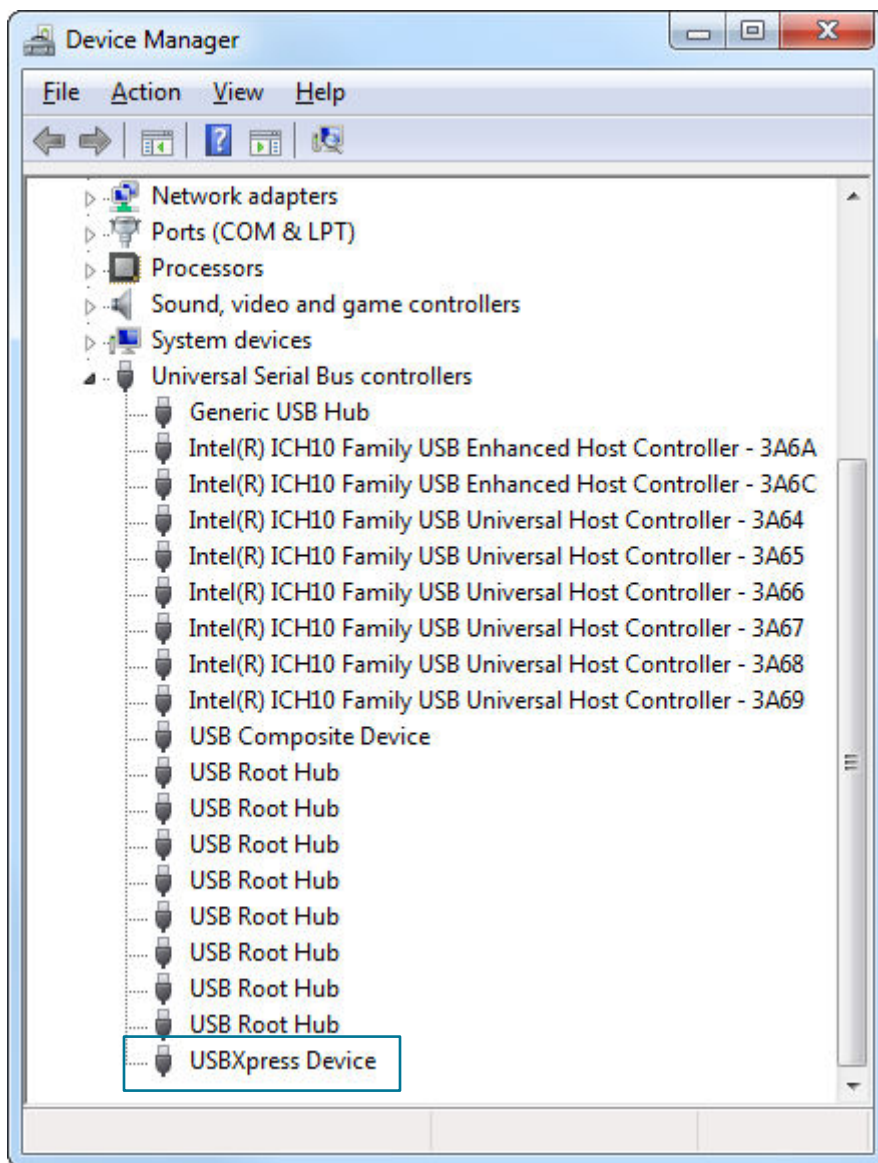 Device Manager
File Action View Help
Network adapters
Ports (COM & LPT)
Processors
Sound, video and game controllers
System devices
Universal Serial Bus controllers
Generic USB Hub
Intel(R) ICH10 Family USB Enhanced Host Controller - 3A6A
Intel(R) ICH10 Family USB Enhanced Host Controller - 3A6C
Intel(R) ICH10 Family USB Universal Host Controller - 3A64
Intel(R) ICH10 Family USB Universal Host Controller - 3A65
Intel(R) ICH10 Family USB Universal Host Controller - 3A66
Intel(R) ICH10 Family USB Universal Host Controller - 3A67
Intel(R) ICH10 Family USB Universal Host Controller - 3A68
Intel(R) ICH10 Family USB Universal Host Controller - 3A69
USB Composite Device
USB Root Hub
USB Root Hub
USB Root Hub
USB Root Hub
USB Root Hub
USB Root Hub
USB Root Hub
USB Root Hub
USBXpress Device